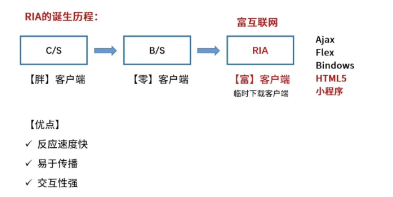 RIA的诞生历程：
富互联网
C/S
B/S
RIA
【胖】客户端
【零】客户端
【富】客户端
临时下载客户端
Ajax
Flex
Bindows
HTML5
小程序
【优点】
✓ 反应速度快
✓ 易于传播
✓ 交互性强